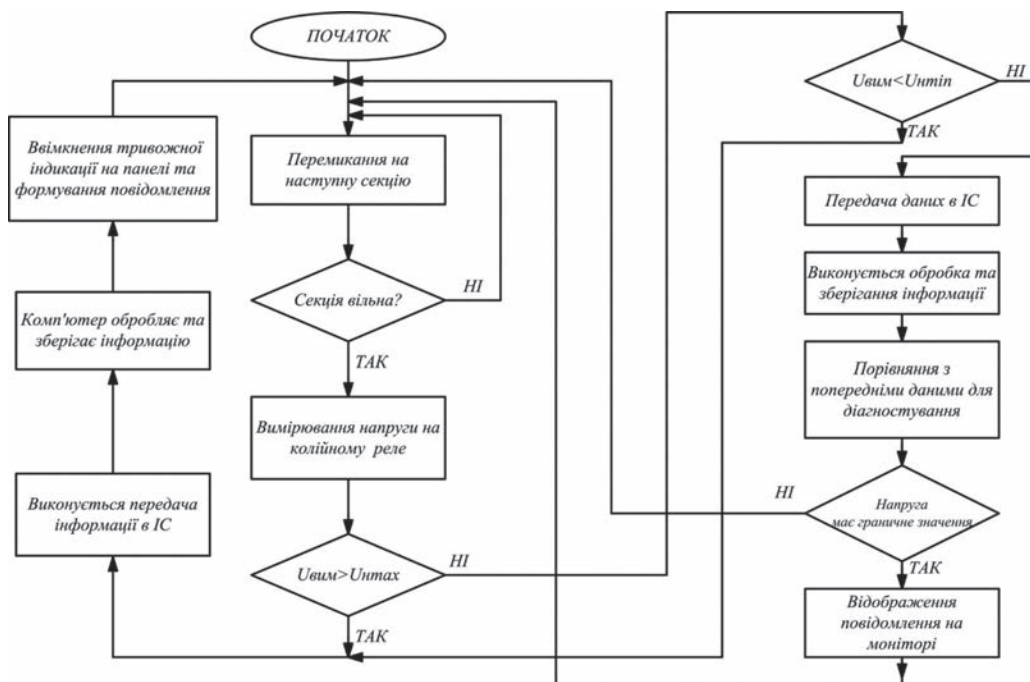 ПОЧАТОК
Перемикання на
наступну секцію
Секція вільна?
НІ
ТАК
Вимірювання напруги на
колійному реле
Uвим>Uнmax
НІ
ТАК
Виконується передача
інформації в ІС
Комп'ютер обробляє та
зберігає інформацію
Ввімкнення тривожної
індикації на панелі та
формування повідомлення
Uвим<Uнmin
НІ
ТАК
Передача даних в ІС
Виконується обробка та
зберігання інформації
Порівняння з
попередніми даними для
діагностування
Напруга
має граничне значення
НІ
ТАК
Відображення
повідомлення на
моніторі